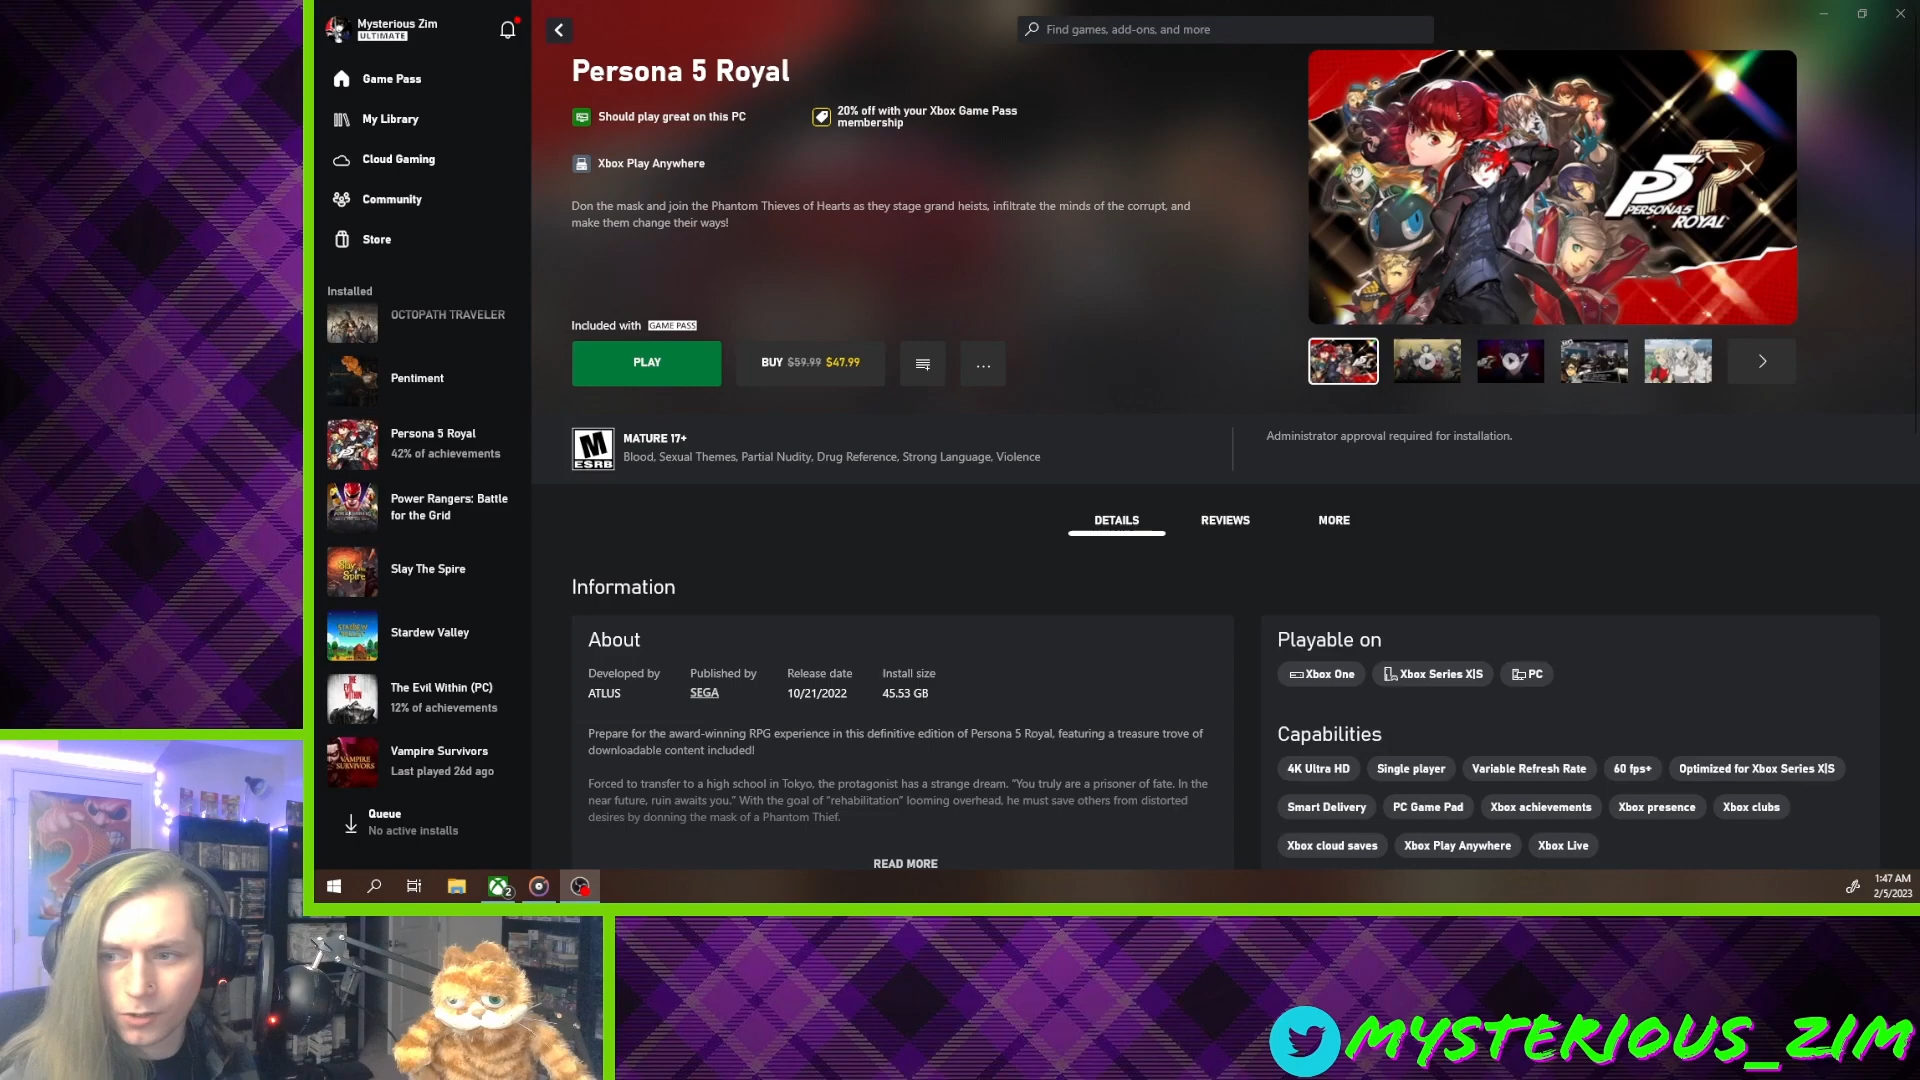 Mysterious Zim
ULTIMATE
Game Pass
My Library
Cloud Gaming
Community
Store
Installed
OCTOPATH TRAVELER
Pentiment
Persona 5 Royal
42% of achievements
Power Rangers: Battle
for the Grid
Slay The Spire
Stardew Valley
The Evil Within (PC)
12% of achievements
Vampire Survivors
Last played 26d ago
Queue
No active installs
Find games, add-ons, and more
Persona 5 Royal
Should play great on this PC
20% off with your Xbox Game Pass
membership
Xbox Play Anywhere
Don the mask and join the Phantom Thieves of Hearts as they stage grand heists, infiltrate the minds of the corrupt, and
make them change their ways!
Included with GAME PASS
PLAY
BUY $59.99 $47.99
...
P5R
PERSONA5
ROYAL
M
ESRB
MATURE 17+
Blood, Sexual Themes, Partial Nudity, Drug Reference, Strong Language, Violence
Administrator approval required for installation.
DETAILS
REVIEWS
MORE
Information
About
Developed by
Published by
Release date
Install size
ATLUS
SEGA
10/21/2022
45.53 GB
Prepare for the award-winning RPG experience in this definitive edition of Persona 5 Royal, featuring a treasure trove of
downloadable content included!
Forced to transfer to a high school in Tokyo, the protagonist has a strange dream. “You truly are a prisoner of fate. In the
near future, ruin awaits you.” With the goal of “rehabilitation” looming overhead, he must save others from distorted
desires by donning the mask of a Phantom Thief.
READ MORE
Playable on
Xbox One
Xbox Series X|S
PC
Capabilities
4K Ultra HD
Single player
Variable Refresh Rate
60 fps+
Optimized for Xbox Series X|S
Smart Delivery
PC Game Pad
Xbox achievements
Xbox presence
Xbox clubs
Xbox cloud saves
Xbox Play Anywhere
Xbox Live
2
1:47 AM
2/5/2023
MYSTERIOUS_ZIM